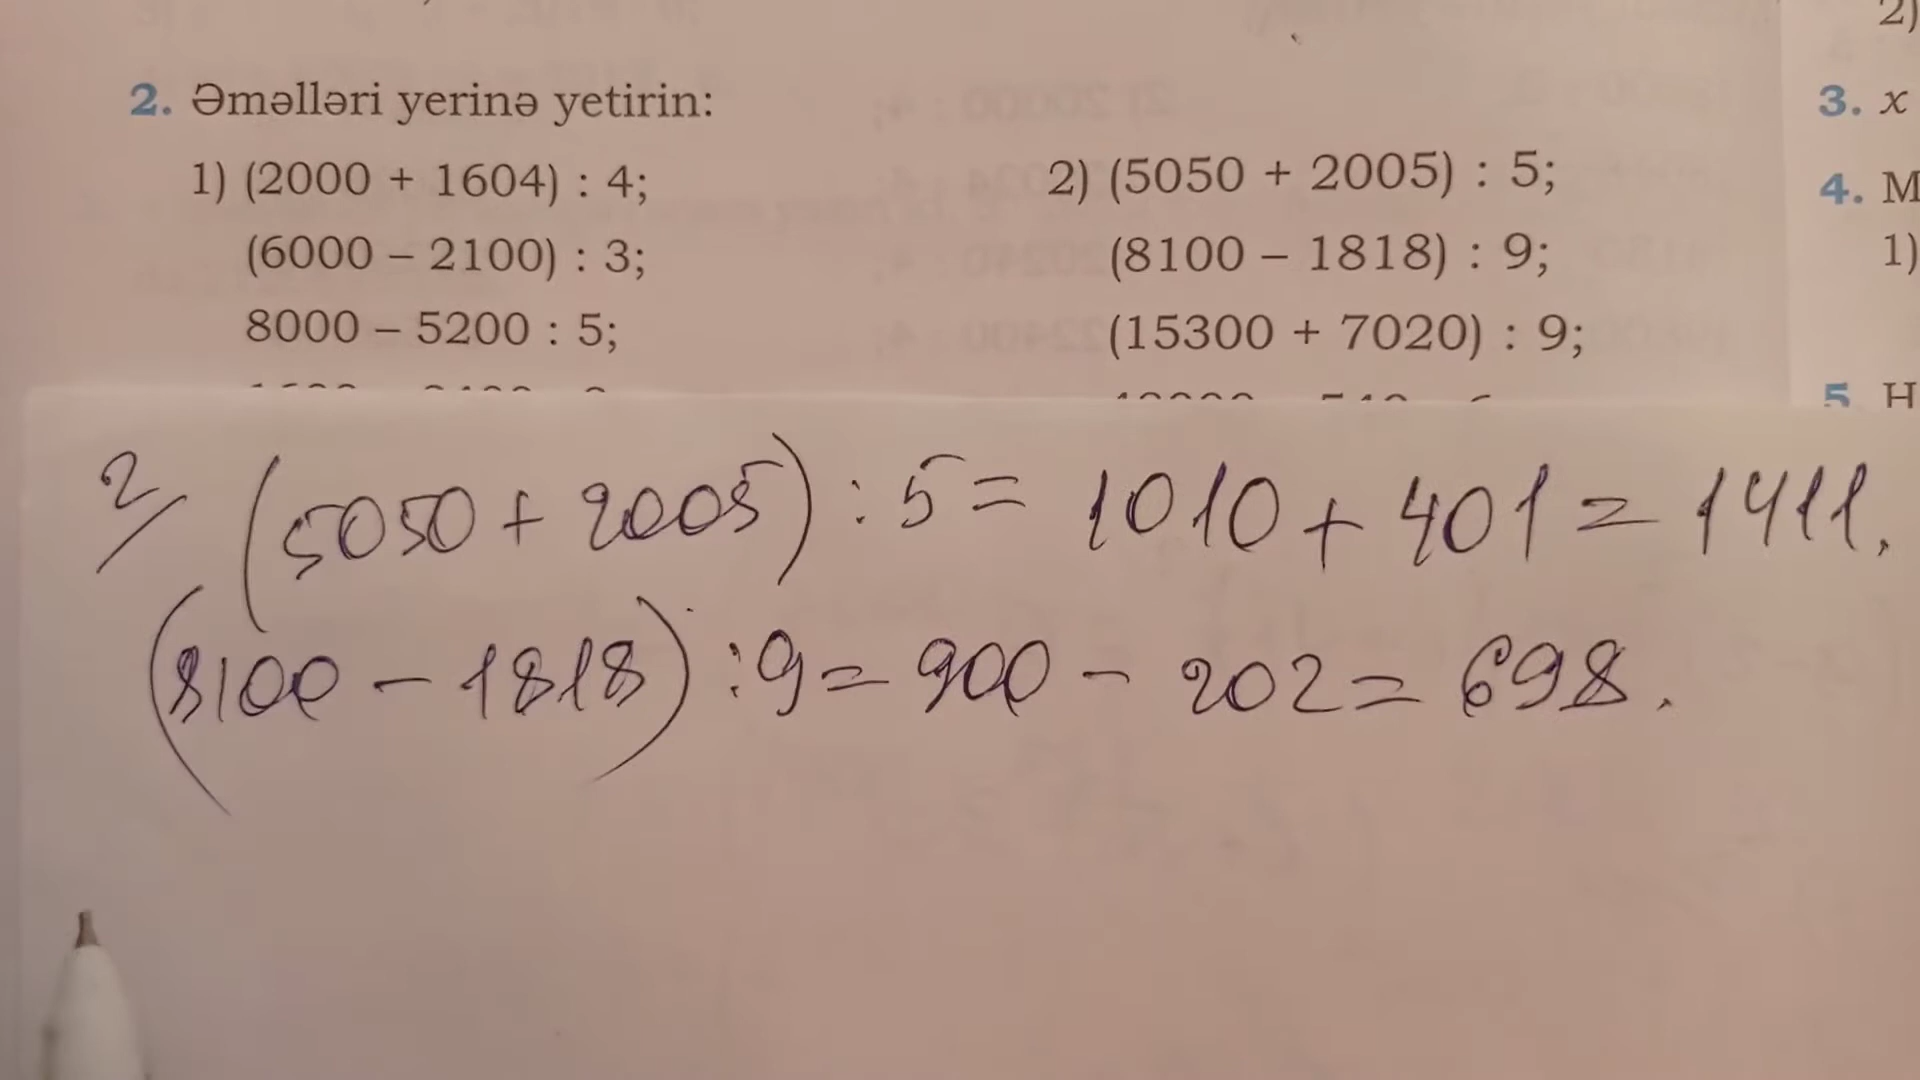 2. Əməlləri yerinə yetirin:
1) (2000 + 1604) : 4;
(6000 – 2100) : 3;
8000 – 5200 : 5;
2) (5050 + 2005) : 5;
(8100 – 1818) : 9;
(15300 + 7020) : 9;
2)
3. x
4. M
1)
5 H
2/ (5050 + 2005) : 5 = 1010 + 401 = 1411.
(8100 – 1818) : 9 = 900 – 202 = 698.